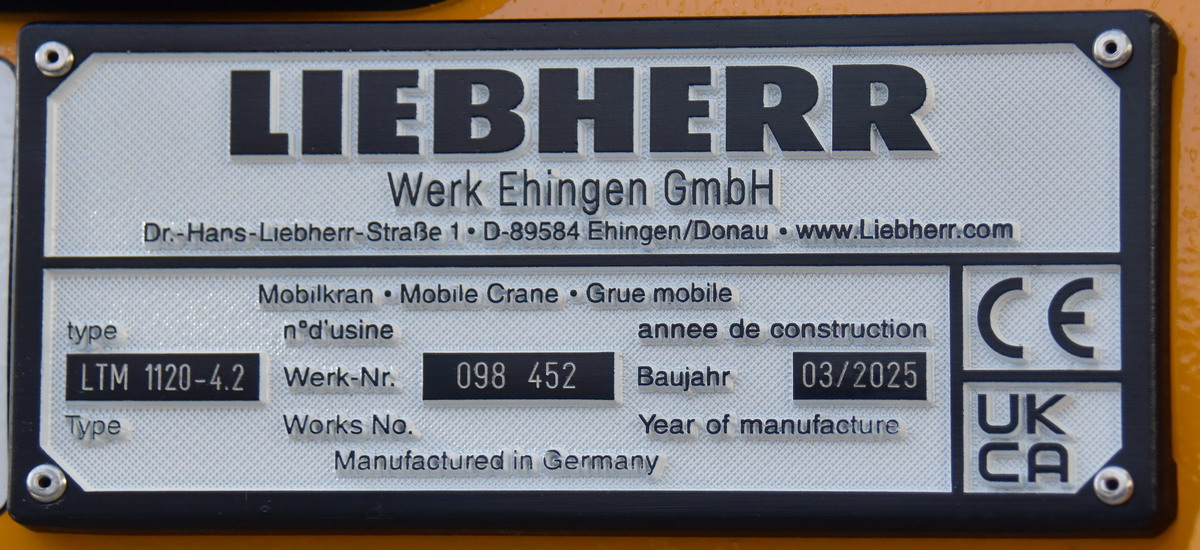 LIEBHERR
Werk Ehingen GmbH
Dr.-Hans-Liebherr-Straße 1 • D-89584 Ehingen/Donau • www.Liebherr.com
Mobilkran • Mobile Crane • Grue mobile
type n°d'usine annee de construction
LTM 1120-4.2 Werk-Nr. 098 452 Baujahr 03/2025
Type Works No. Year of manufacture
Manufactured in Germany
CE
UK
CA